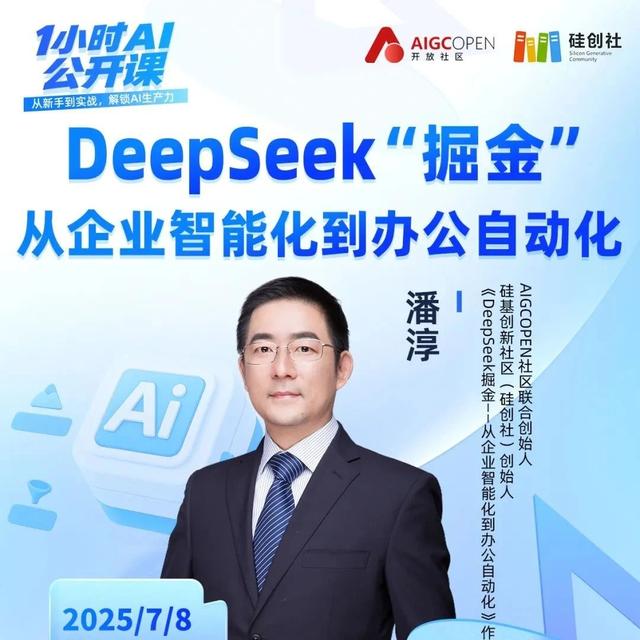 1小时AI
公开课
从新手到实战，解锁AI生产力
AIGCOPEN
开放社区
硅创社
Silicon Generative
Community
DeepSeek“掘金”
从企业智能化到办公自动化
潘淳
AIGCOPEN社区联合创始人
硅基创新社区（硅创社）创始人
《DeepSeek掘金——从企业智能化到办公自动化》作
Ai
2025/7/8